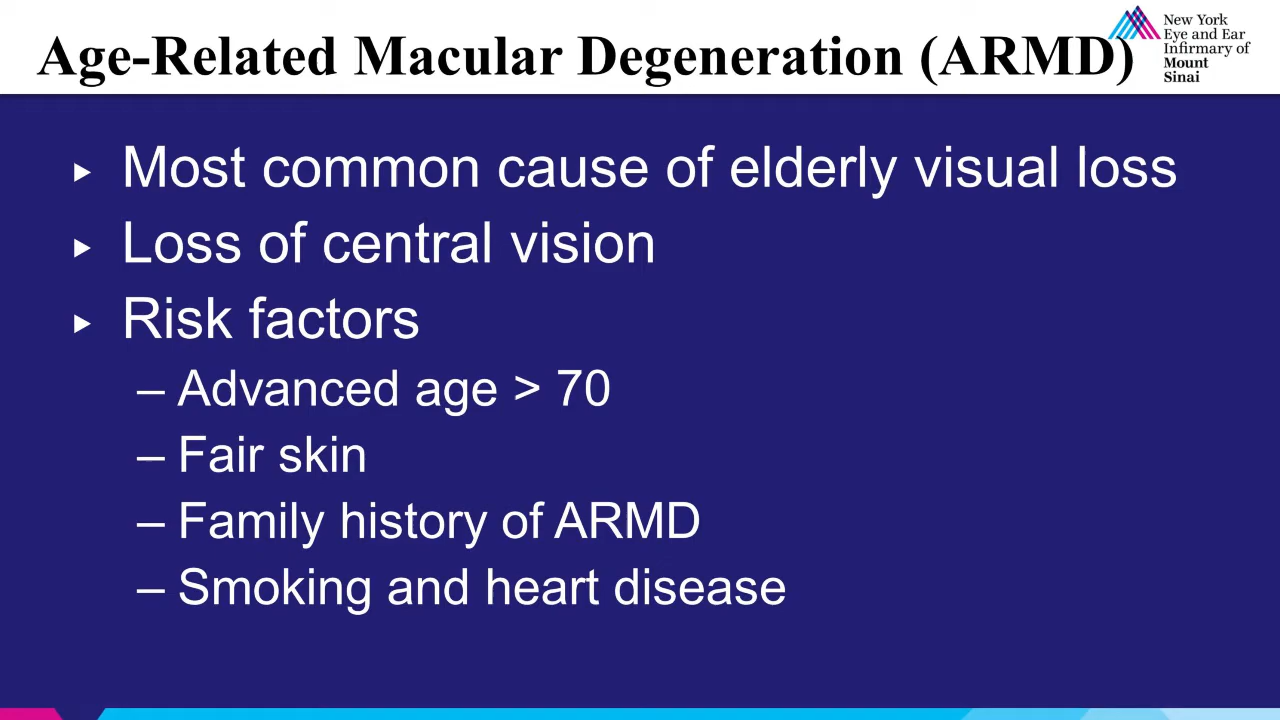 Age-Related Macular Degeneration (ARMD)
New York
Eye and Ear
Infirmary of
Mount
Sinai
▸ Most common cause of elderly visual loss
▸ Loss of central vision
▸ Risk factors
– Advanced age > 70
– Fair skin
– Family history of ARMD
– Smoking and heart disease